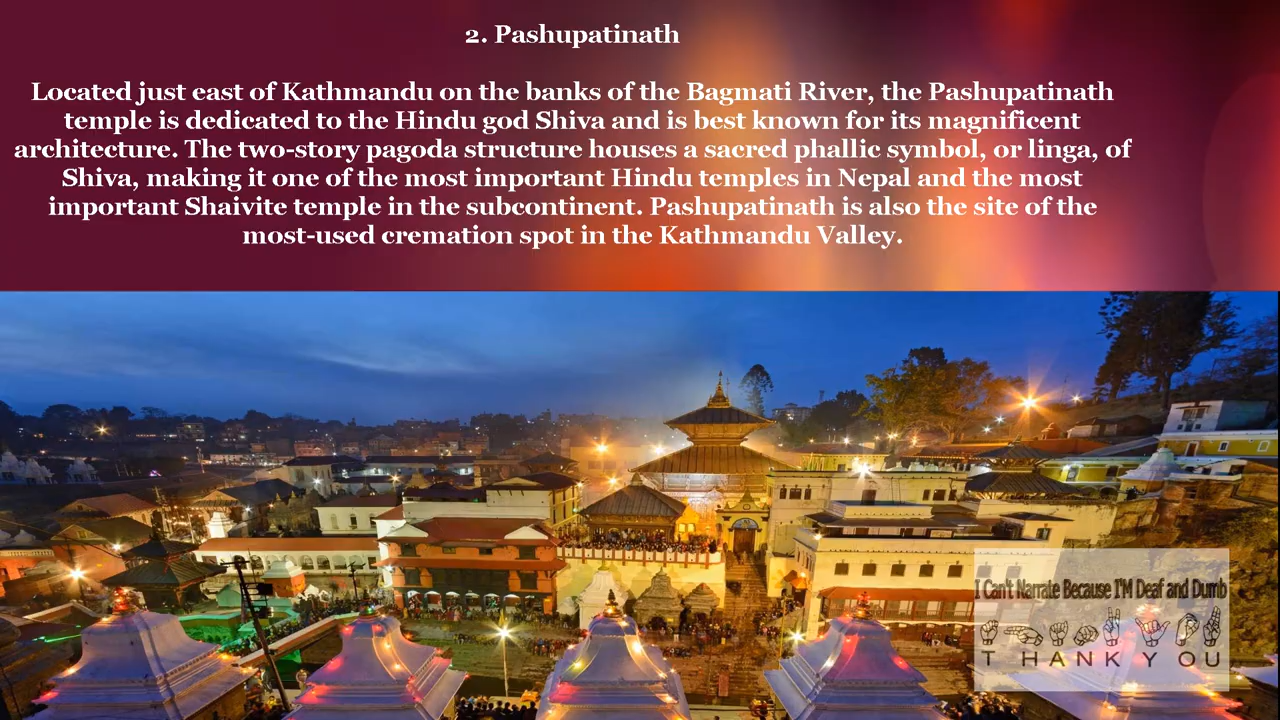 2. Pashupatinath
Located just east of Kathmandu on the banks of the Bagmati River, the Pashupatinath
temple is dedicated to the Hindu god Shiva and is best known for its magnificent
architecture. The two-story pagoda structure houses a sacred phallic symbol, or linga, of
Shiva, making it one of the most important Hindu temples in Nepal and the most
important Shaivite temple in the subcontinent. Pashupatinath is also the site of the
most-used cremation spot in the Kathmandu Valley.
I Can't Narrate Because I'M Deaf and Dumb
T HANK Y OU